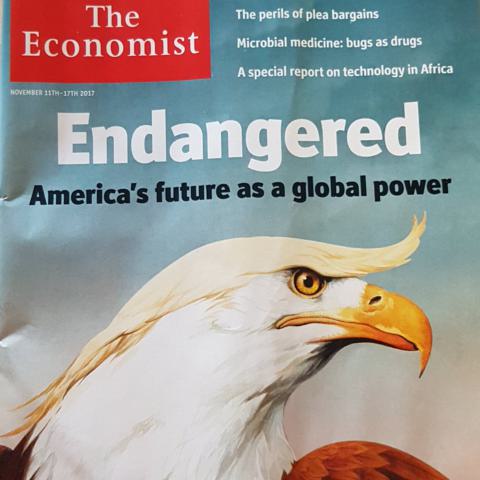 The
Economist
The perils of plea bargains
Microbial medicine: bugs as drugs
A special report on technology in Africa
NOVEMBER 11TH–17TH 2017
Endangered
America's future as a global power